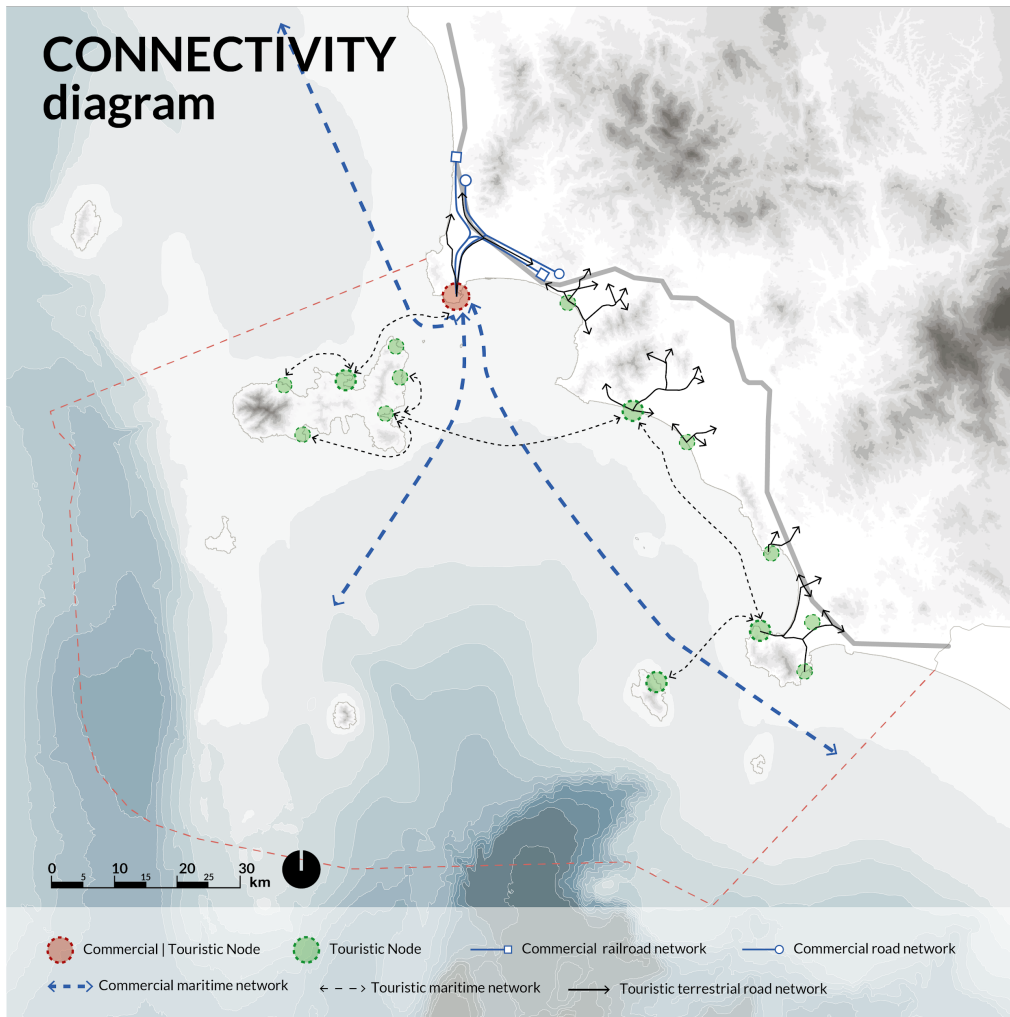 CONNECTIVITY
diagram
0 10 20 30
5 15 25 km
Commercial | Touristic Node
Touristic Node
Commercial railroad network
Commercial road network
Commercial maritime network
Touristic maritime network
Touristic terrestrial road network